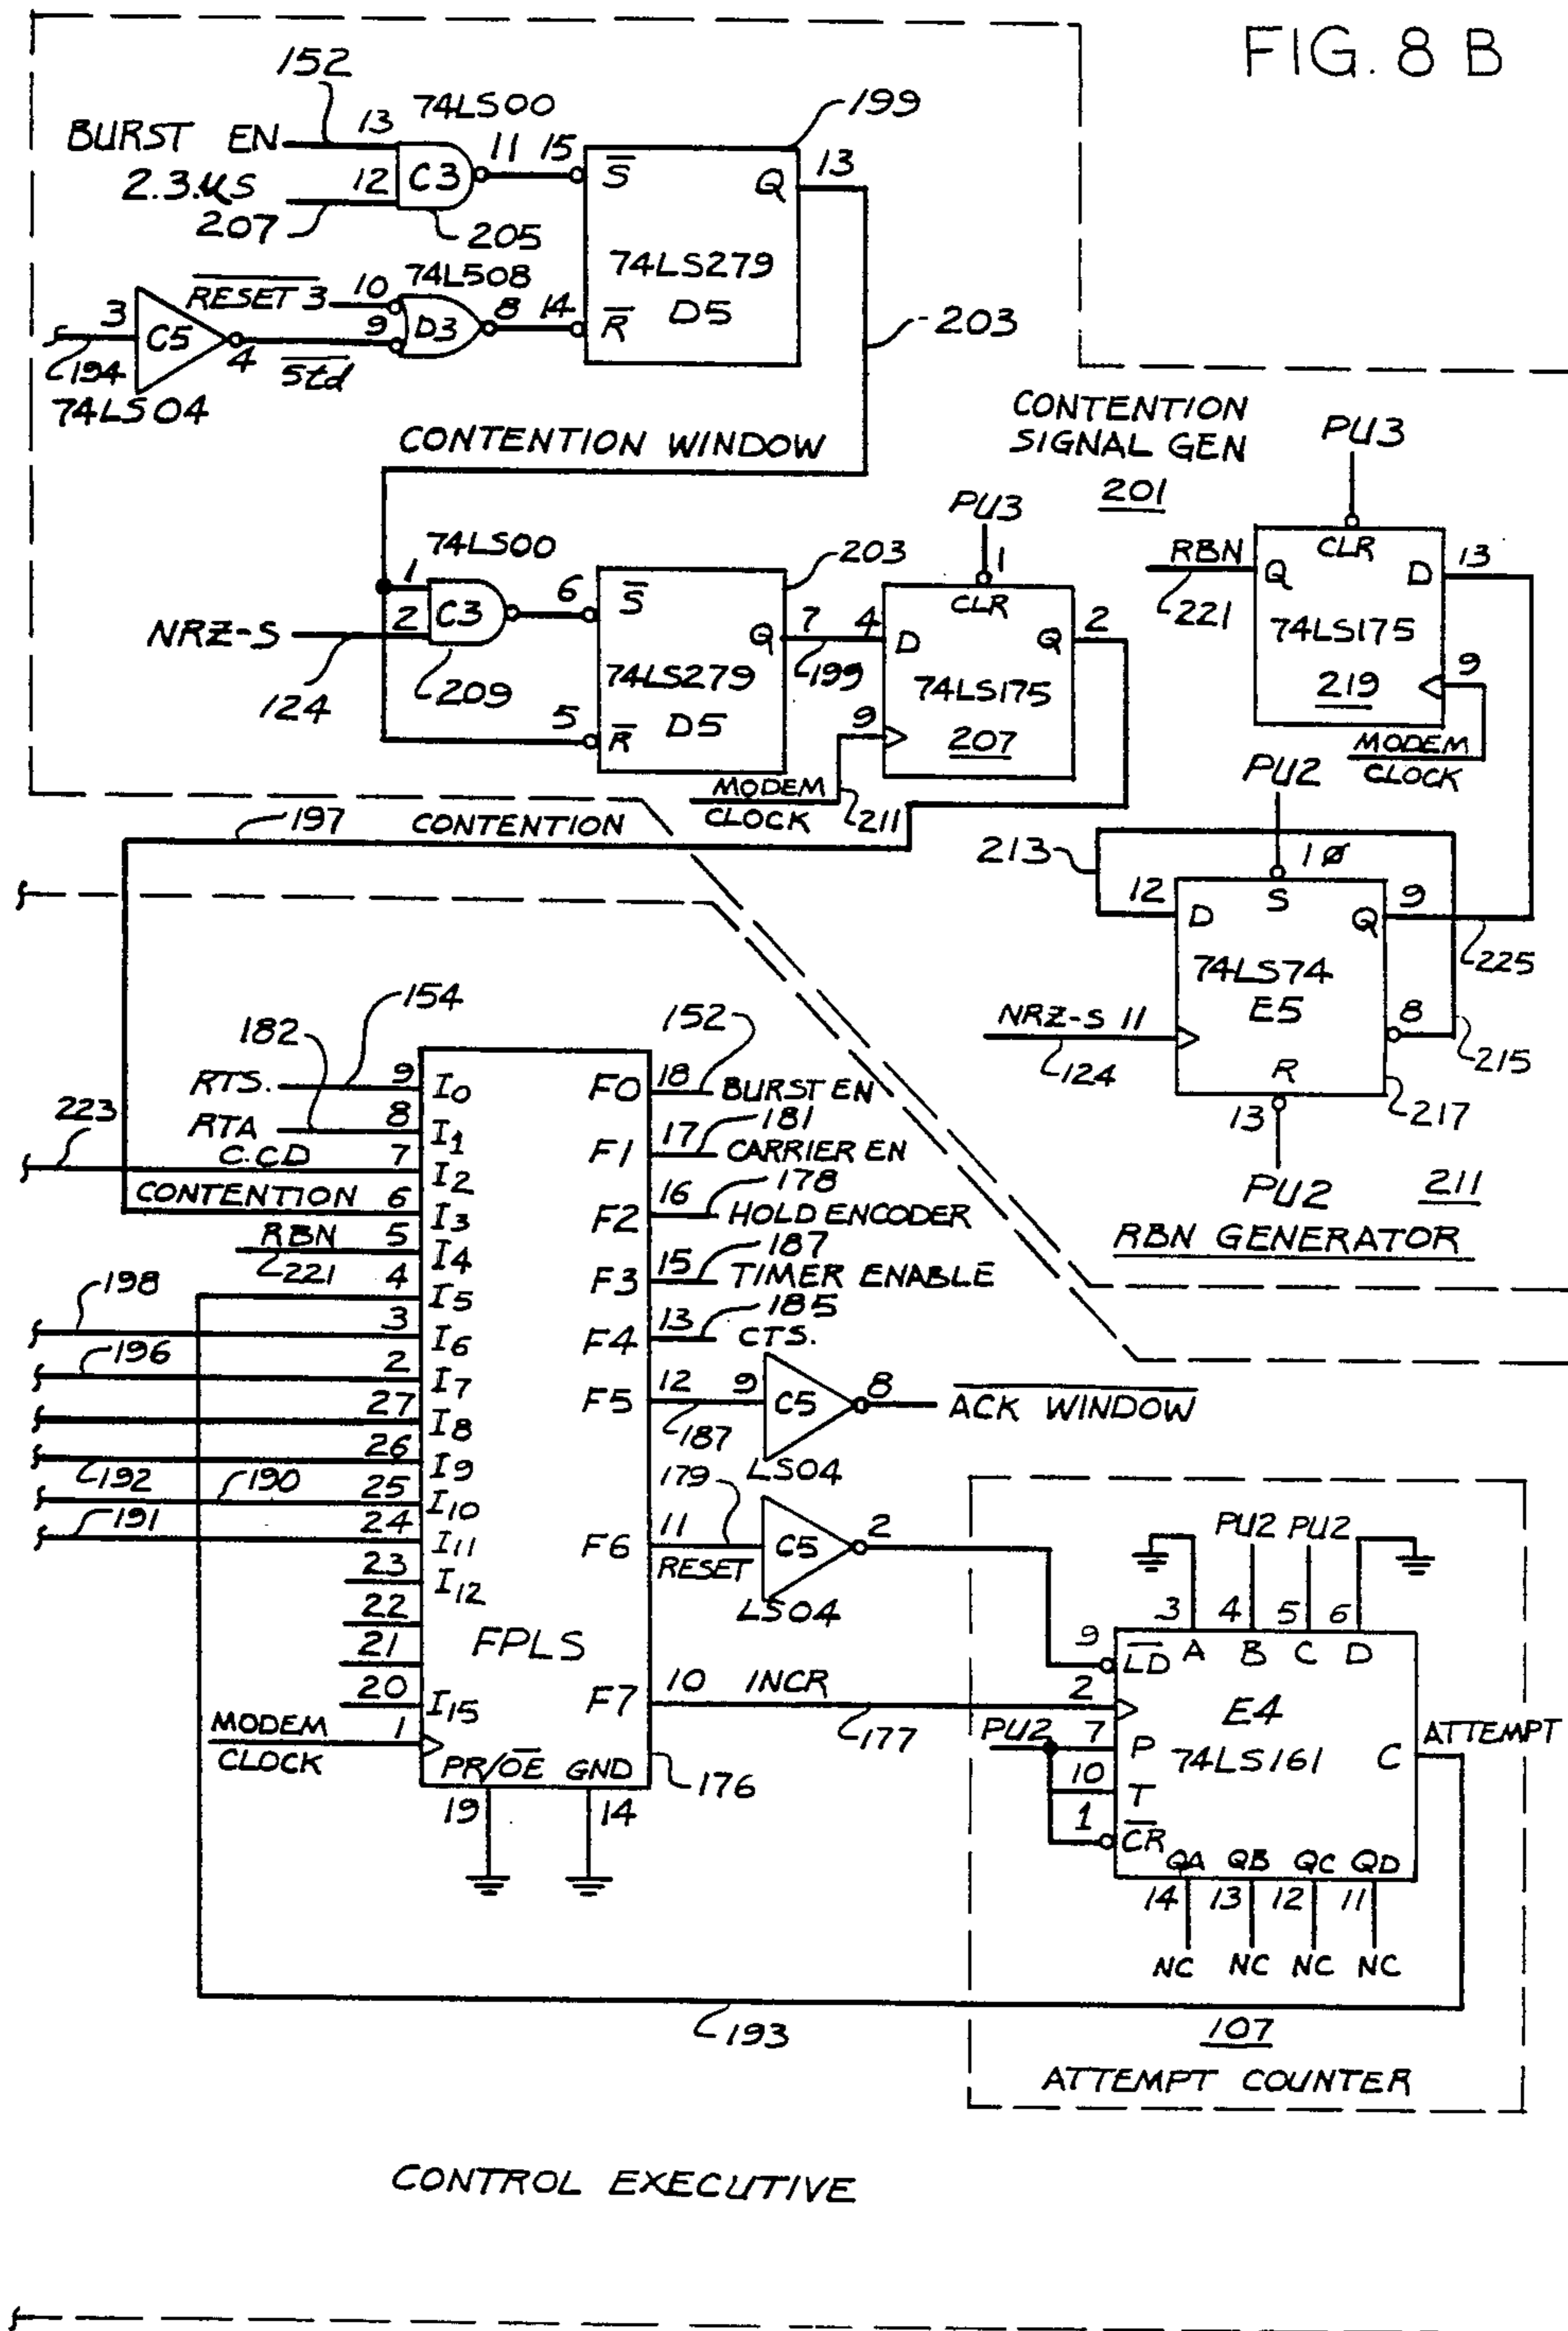 FIG. 8 B
152
74LS00
199
BURST EN
13
11
15
S̅
Q
13
2.3.µS
12
C3
207
205
74LS279
D5
R̅E̅S̅E̅T̅ 3̅
74LS08
10
3
C5
9
D3
8
14
R̅
203
194
4
S̅t̅d̅
74LS04
CONTENTION WINDOW
CONTENTION
SIGNAL GEN
201
PU3
PU3
74LS00
203
1
CLR
RBN
Q
D
13
1
6
S̅
CLR
221
74LS175
NRZ-S
2
C3
Q
7
4
D
Q
2
219
9
124
209
74LS279
199
74LS175
5
R̅
D5
9
207
MODEM
CLOCK
MODEM
CLOCK
211
PU2
197
CONTENTION
213
10
12
D
S
Q
9
225
74LS74
E5
NRZ-S
11
8
124
215
R
13
217
PU2
211
RBN GENERATOR
154
182
152
RTS.
9
I0
F0
18
BURST EN
223
RTA
8
I1
181
C.CD
7
I2
F1
17
CARRIER EN
CONTENTION
6
I3
178
F2
16
HOLD ENCODER
RBN
5
I4
187
221
4
I5
F3
15
TIMER ENABLE
198
3
I6
185
F4
13
CTS.
196
2
I7
F5
12
9
C5
8
A̅C̅K̅ W̅I̅N̅D̅O̅W̅
27
I8
187
26
I9
LS04
192
190
25
I10
179
191
24
I11
F6
11
C5
2
PU2
PU2
23
I12
RESET
LS04
22
3
4
5
6
21
FPLS
9
L̅D̅
A
B
C
D
20
I15
F7
10
INCR
2
E4
MODEM
CLOCK
1
177
PU2
7
P
74LS161
C
ATTEMPT
PR/O̅E̅
GND
176
10
T
19
14
1
C̅R̅
QA
QB
QC
QD
14
13
12
11
NC
NC
NC
NC
193
107
ATTEMPT COUNTER
CONTROL EXECUTIVE